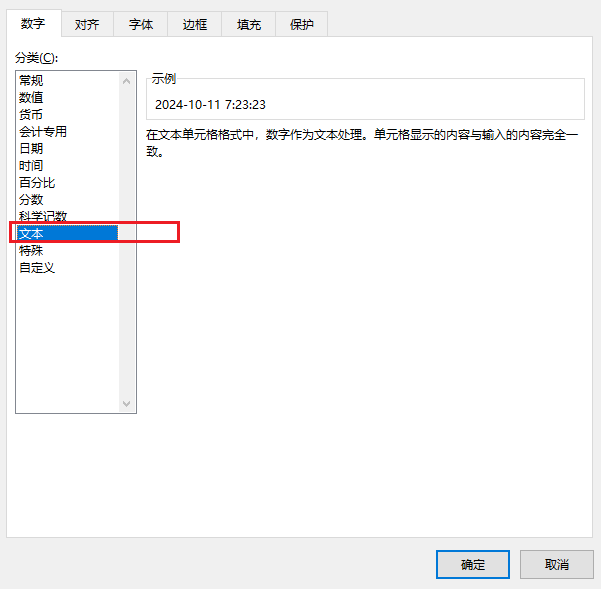 数字 对齐 字体 边框 填充 保护
分类(C):
常规
数值
货币
会计专用
日期
时间
百分比
分数
科学记数
文本
特殊
自定义
示例
2024-10-11 7:23:23
在文本单元格格式中，数字作为文本处理。单元格显示的内容与输入的内容完全一
致。
确定 取消